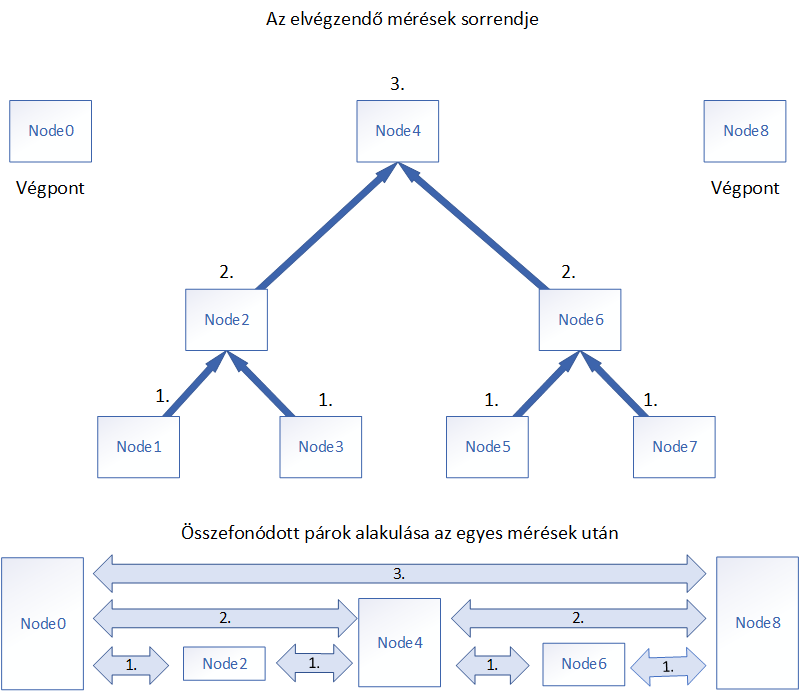 Az elvégzendő mérések sorrendje
3.
Node0
Node4
Node8
Végpont
Végpont
2.
2.
Node2
Node6
1.
1.
1.
1.
Node1
Node3
Node5
Node7
Összefonódott párok alakulása az egyes mérések után
3.
2.
2.
Node0
Node4
Node8
1.
Node2
1.
1.
Node6
1.